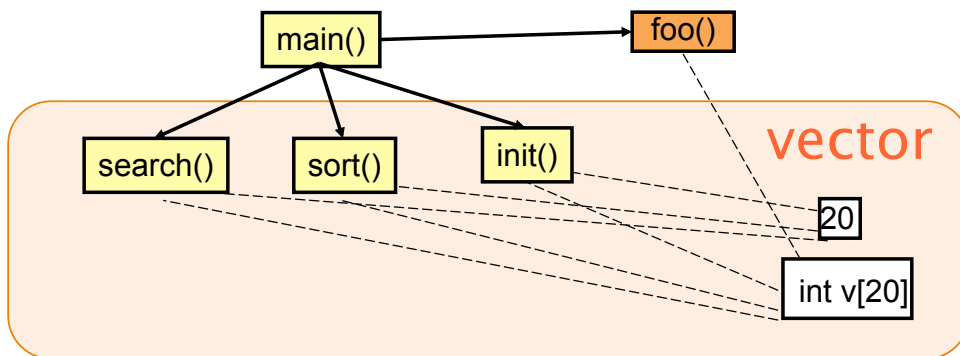 main()
foo()
vector
search()
sort()
init()
20
int v[20]